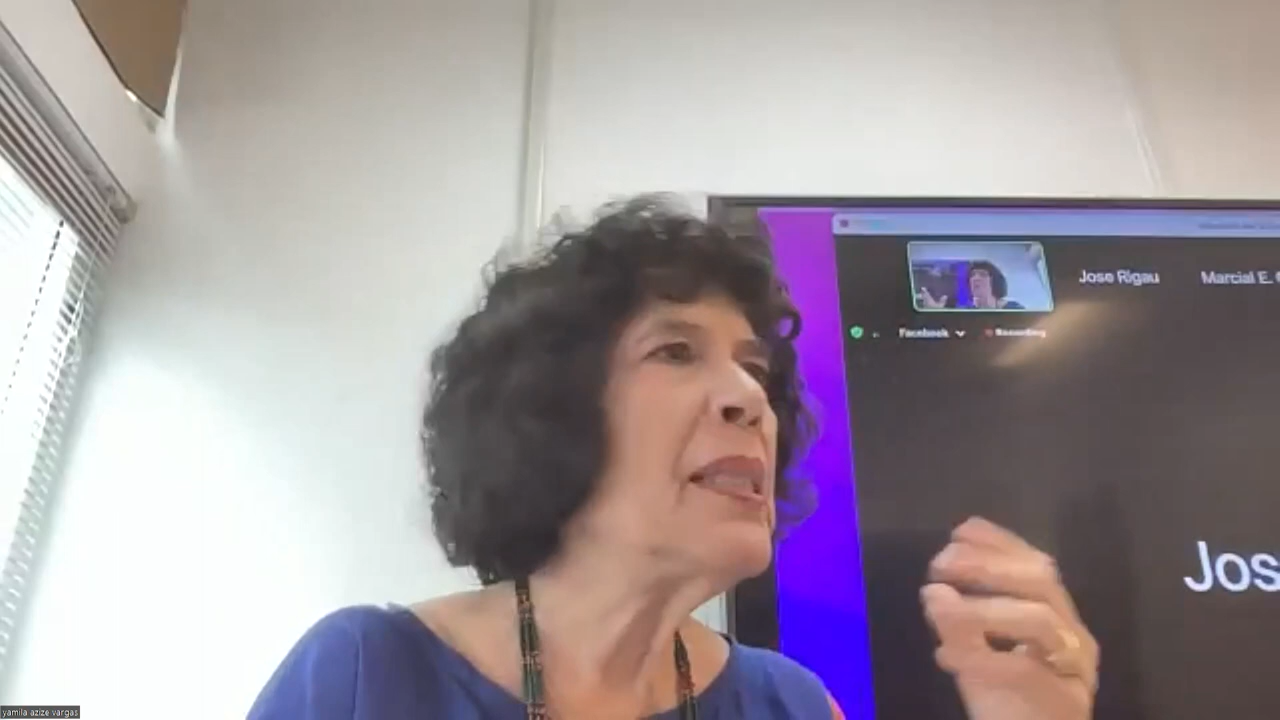 Jose Rigau
Marcial E.
Facebook
Recording
Jos
yamila azize vargas